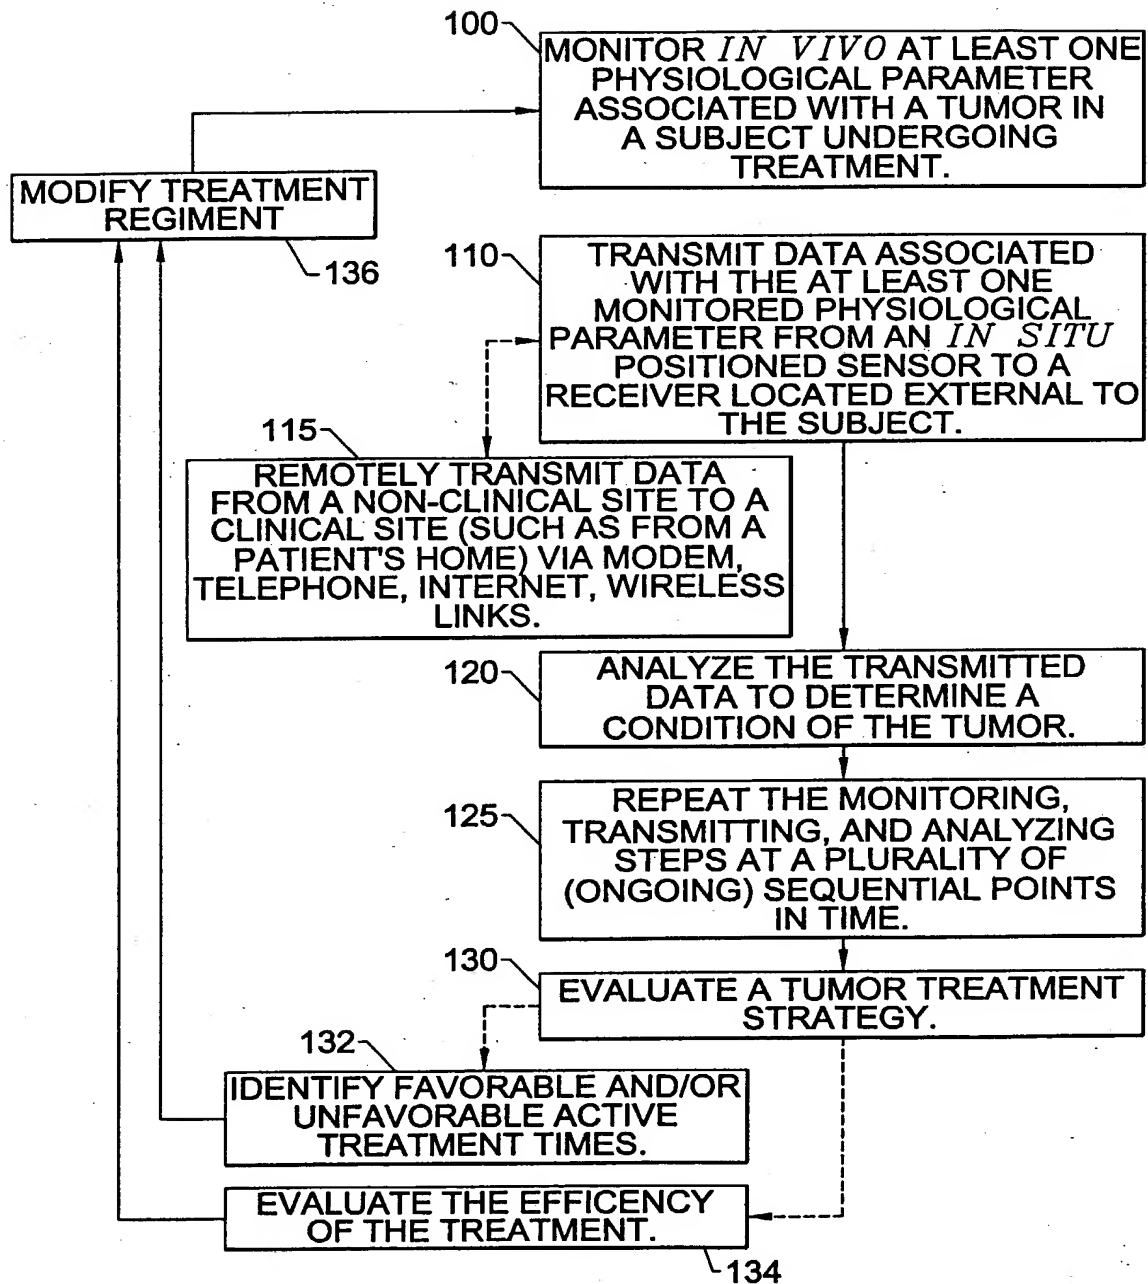 100
MONITOR IN VIVO AT LEAST ONE
PHYSIOLOGICAL PARAMETER
ASSOCIATED WITH A TUMOR IN
A SUBJECT UNDERGOING
TREATMENT.
MODIFY TREATMENT
REGIMENT
136
110
TRANSMIT DATA ASSOCIATED
WITH THE AT LEAST ONE
MONITORED PHYSIOLOGICAL
PARAMETER FROM AN IN SITU
POSITIONED SENSOR TO A
RECEIVER LOCATED EXTERNAL TO
THE SUBJECT.
115
REMOTELY TRANSMIT DATA
FROM A NON-CLINICAL SITE TO A
CLINICAL SITE (SUCH AS FROM A
PATIENT'S HOME) VIA MODEM,
TELEPHONE, INTERNET, WIRELESS
LINKS.
120
ANALYZE THE TRANSMITTED
DATA TO DETERMINE A
CONDITION OF THE TUMOR.
125
REPEAT THE MONITORING,
TRANSMITTING, AND ANALYZING
STEPS AT A PLURALITY OF
(ONGOING) SEQUENTIAL POINTS
IN TIME.
130
EVALUATE A TUMOR TREATMENT
STRATEGY.
132
IDENTIFY FAVORABLE AND/OR
UNFAVORABLE ACTIVE
TREATMENT TIMES.
EVALUATE THE EFFICENCY
OF THE TREATMENT.
134